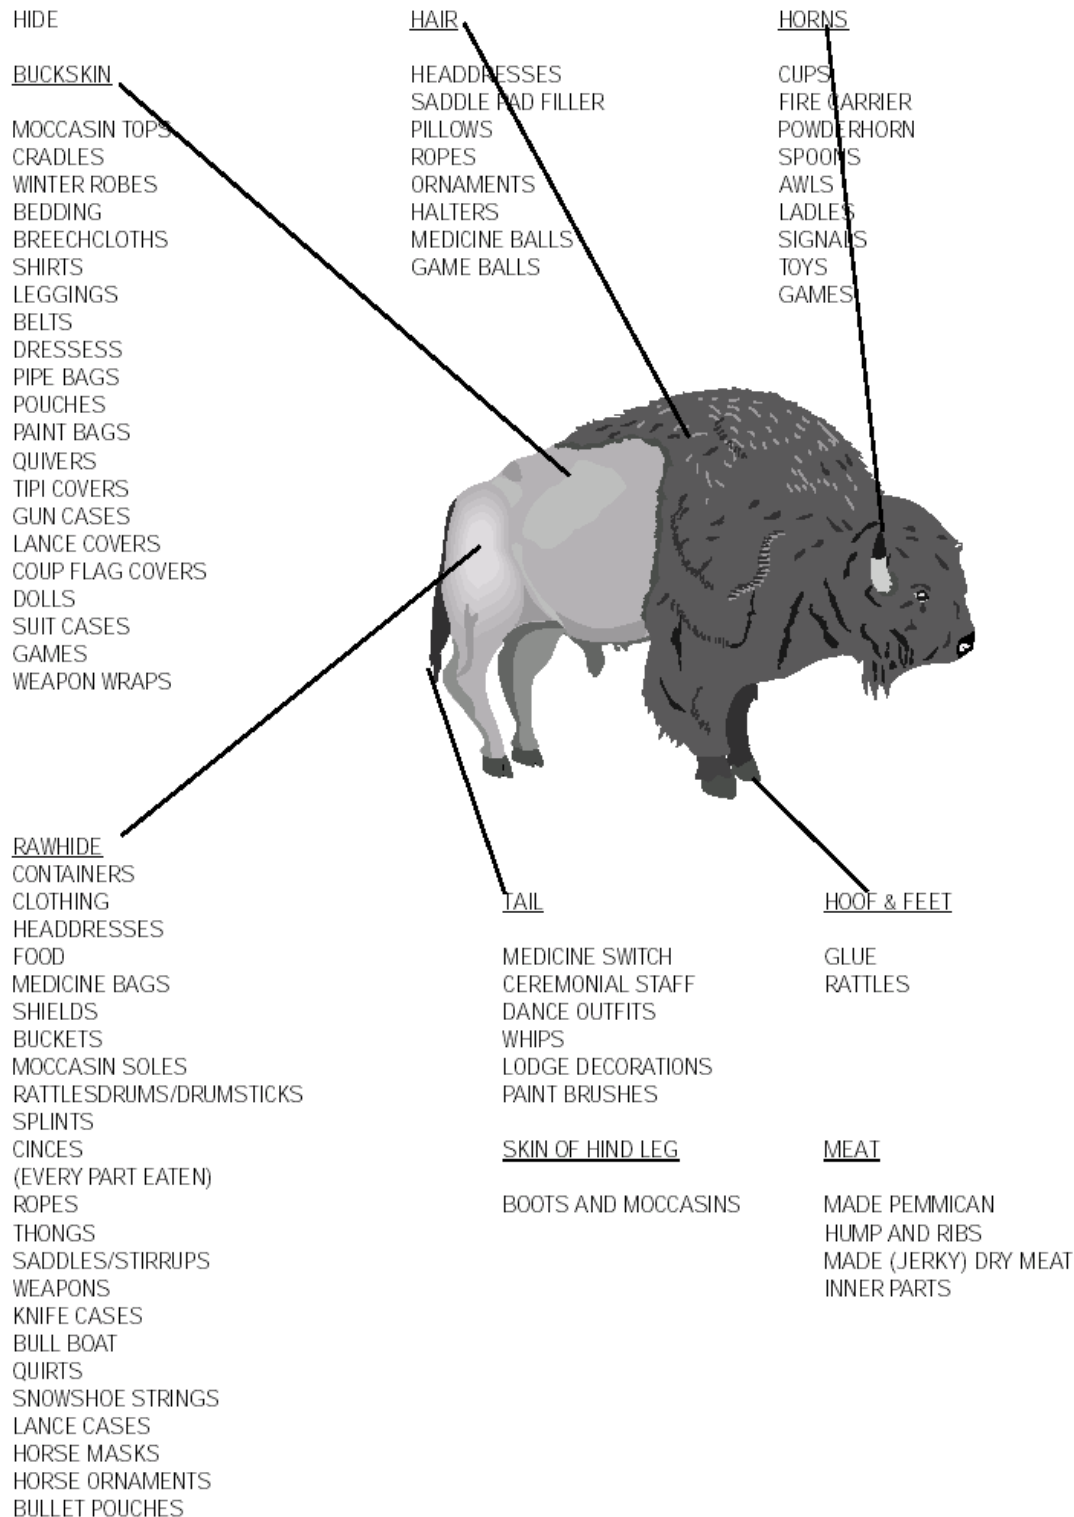 HIDE
BUCKSKIN
MOCCASIN TOPS
CRADLES
WINTER ROBES
BEDDING
BREECHCLOTHS
SHIRTS
LEGGINGS
BELTS
DRESSESS
PIPE BAGS
POUCHES
PAINT BAGS
QUIVERS
TIPI COVERS
GUN CASES
LANCE COVERS
COUP FLAG COVERS
DOLLS
SUIT CASES
GAMES
WEAPON WRAPS
HAIR
HEADDRESSES
SADDLE PAD FILLER
PILLOWS
ROPES
ORNAMENTS
HALTERS
MEDICINE BALLS
GAME BALLS
HORNS
CUPS
FIRE CARRIER
POWDERHORN
SPOONS
AWLS
LADLES
SIGNALS
TOYS
GAMES
RAWHIDE
CONTAINERS
CLOTHING
HEADDRESSES
FOOD
MEDICINE BAGS
SHIELDS
BUCKETS
MOCCASIN SOLES
RATTLESDRUMS/DRUMSTICKS
SPLINTS
CINCES
(EVERY PART EATEN)
ROPES
THONGS
SADDLES/STIRRUPS
WEAPONS
KNIFE CASES
BULL BOAT
QUIRTS
SNOWSHOE STRINGS
LANCE CASES
HORSE MASKS
HORSE ORNAMENTS
BULLET POUCHES
TAIL
MEDICINE SWITCH
CEREMONIAL STAFF
DANCE OUTFITS
WHIPS
LODGE DECORATIONS
PAINT BRUSHES
HOOF & FEET
GLUE
RATTLES
SKIN OF HIND LEG
BOOTS AND MOCCASINS
MEAT
MADE PEMMICAN
HUMP AND RIBS
MADE (JERKY) DRY MEAT
INNER PARTS